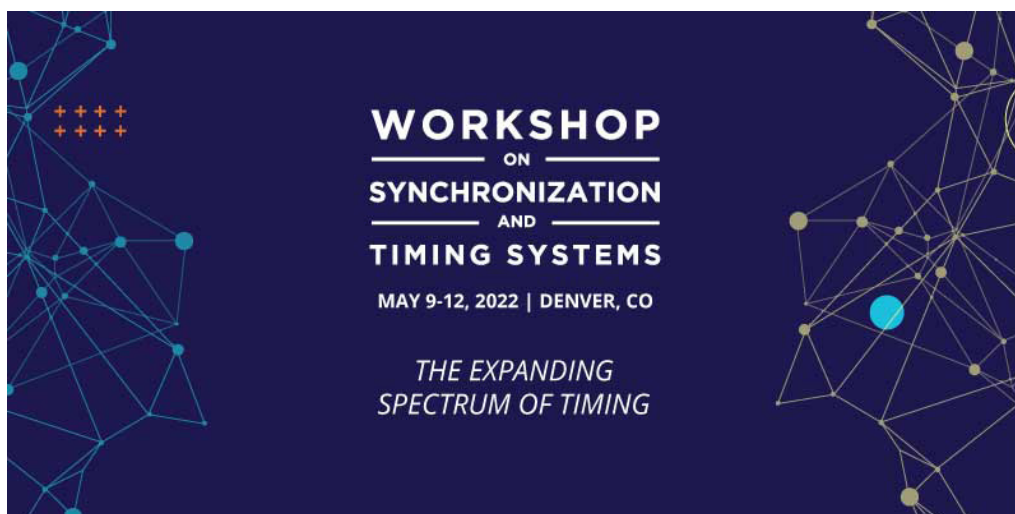 WORKSHOP
ON
SYNCHRONIZATION
AND
TIMING SYSTEMS
MAY 9-12, 2022 | DENVER, CO
THE EXPANDING
SPECTRUM OF TIMING